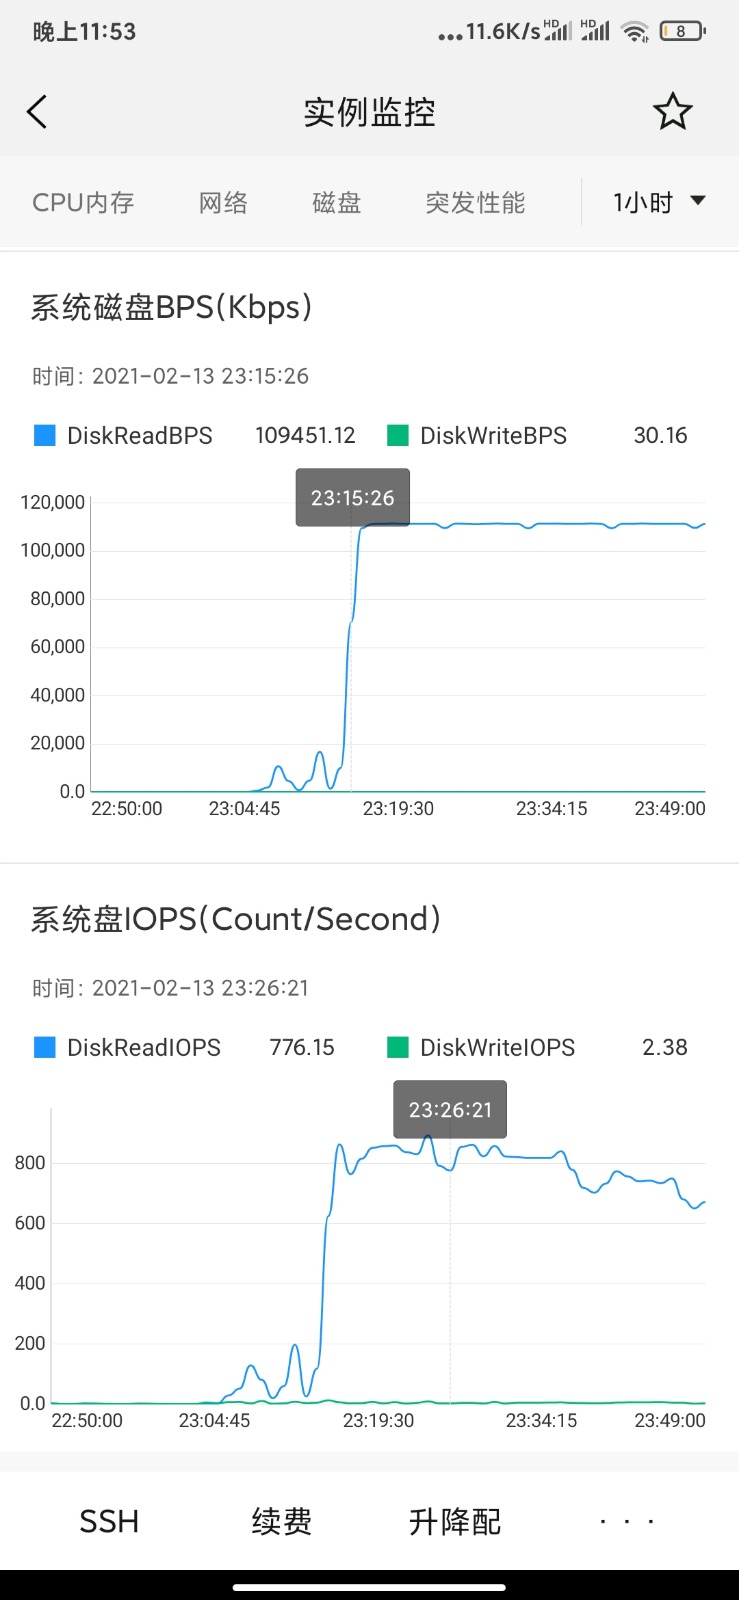 晚上11:53 ...11.6K/s HD HD 8
实例监控
CPU内存 网络 磁盘 突发性能 1小时
系统磁盘BPS(Kbps)
时间: 2021-02-13 23:15:26
DiskReadBPS 109451.12 DiskWriteBPS 30.16
23:15:26
120,000
100,000
80,000
60,000
40,000
20,000
0.0
22:50:00 23:04:45 23:19:30 23:34:15 23:49:00
系统盘IOPS(Count/Second)
时间: 2021-02-13 23:26:21
DiskReadIOPS 776.15 DiskWriteIOPS 2.38
23:26:21
800
600
400
200
0.0
22:50:00 23:04:45 23:19:30 23:34:15 23:49:00
SSH 续费 升降配 ···